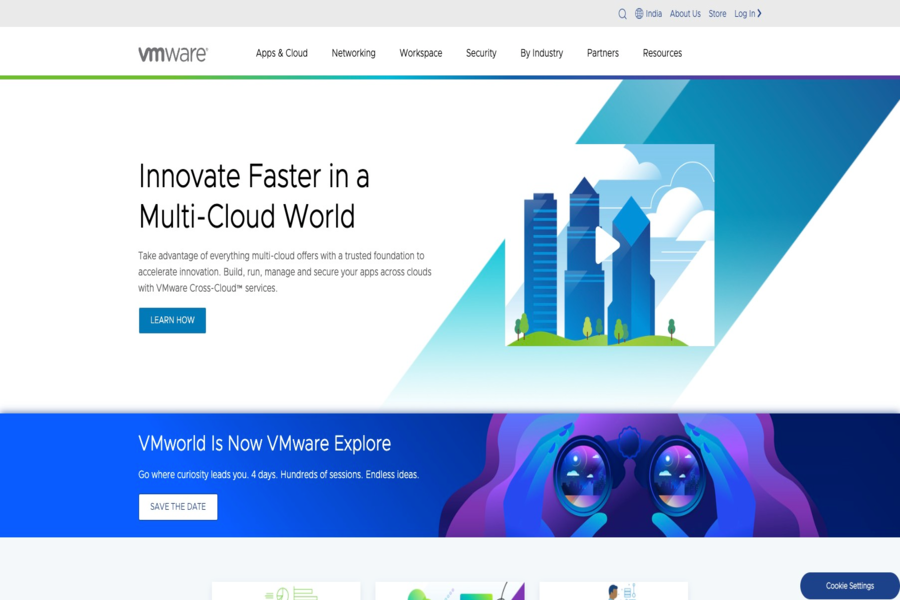 India About Us Store Log In
vmware®
Apps & Cloud Networking Workspace Security By Industry Partners Resources
Innovate Faster in a
Multi-Cloud World
Take advantage of everything multi-cloud offers with a trusted foundation to
accelerate innovation. Build, run, manage and secure your apps across clouds
with VMware Cross-Cloud™ services.
LEARN HOW
VMworld Is Now VMware Explore
Go where curiosity leads you. 4 days. Hundreds of sessions. Endless ideas.
SAVE THE DATE
Cookie Settings